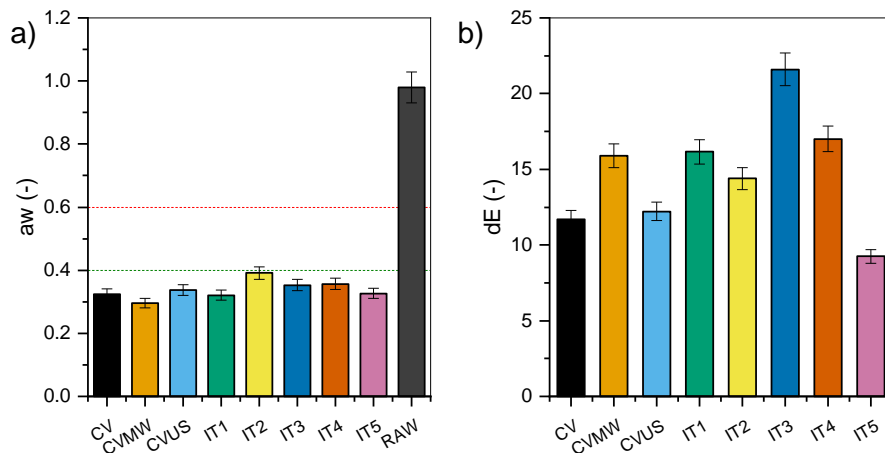 a)
aw (-)
1.2
1.0
0.8
0.6
0.4
0.2
0.0
CV
CVMW
CVUS
IT1
IT2
IT3
IT4
IT5
RAW
b)
dE (-)
25
20
15
10
5
0
CV
CVMW
CVUS
IT1
IT2
IT3
IT4
IT5